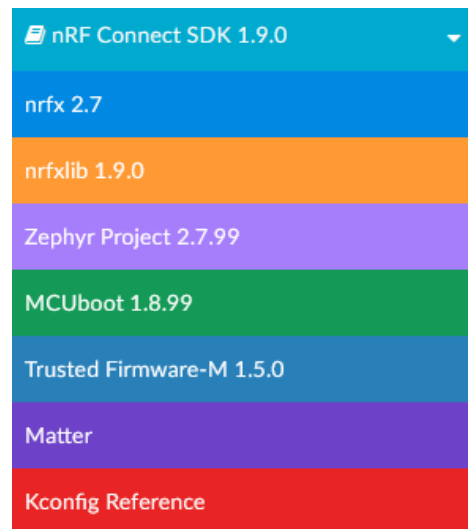 nRF Connect SDK 1.9.0
nrfx 2.7
nrfxlib 1.9.0
Zephyr Project 2.7.99
MCUboot 1.8.99
Trusted Firmware-M 1.5.0
Matter
Kconfig Reference